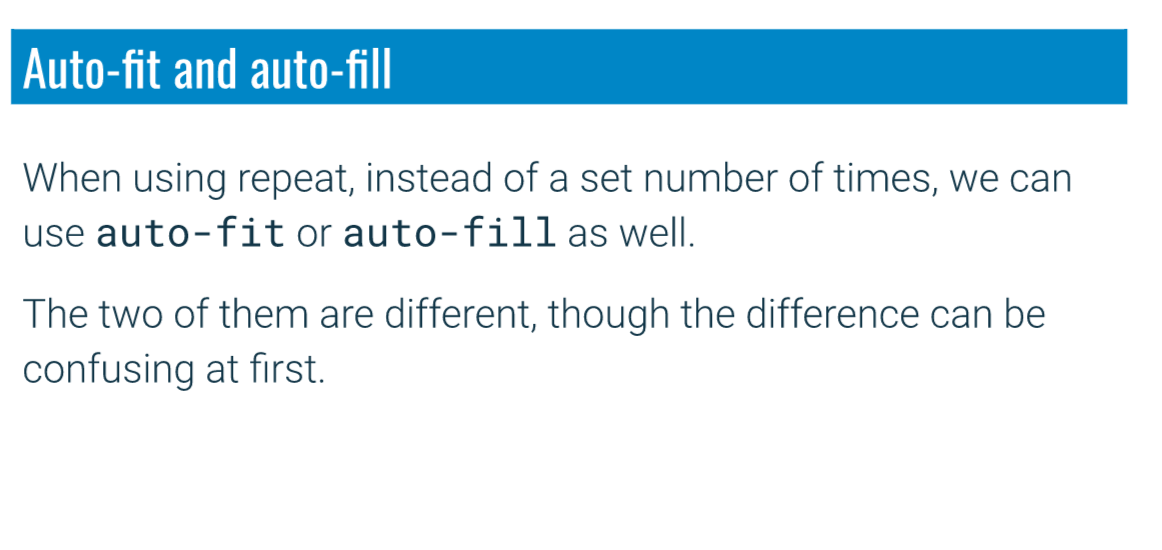 Auto-fit and auto-fill
When using repeat, instead of a set number of times, we can
use auto-fit or auto-fill as well.
The two of them are different, though the difference can be
confusing at first.